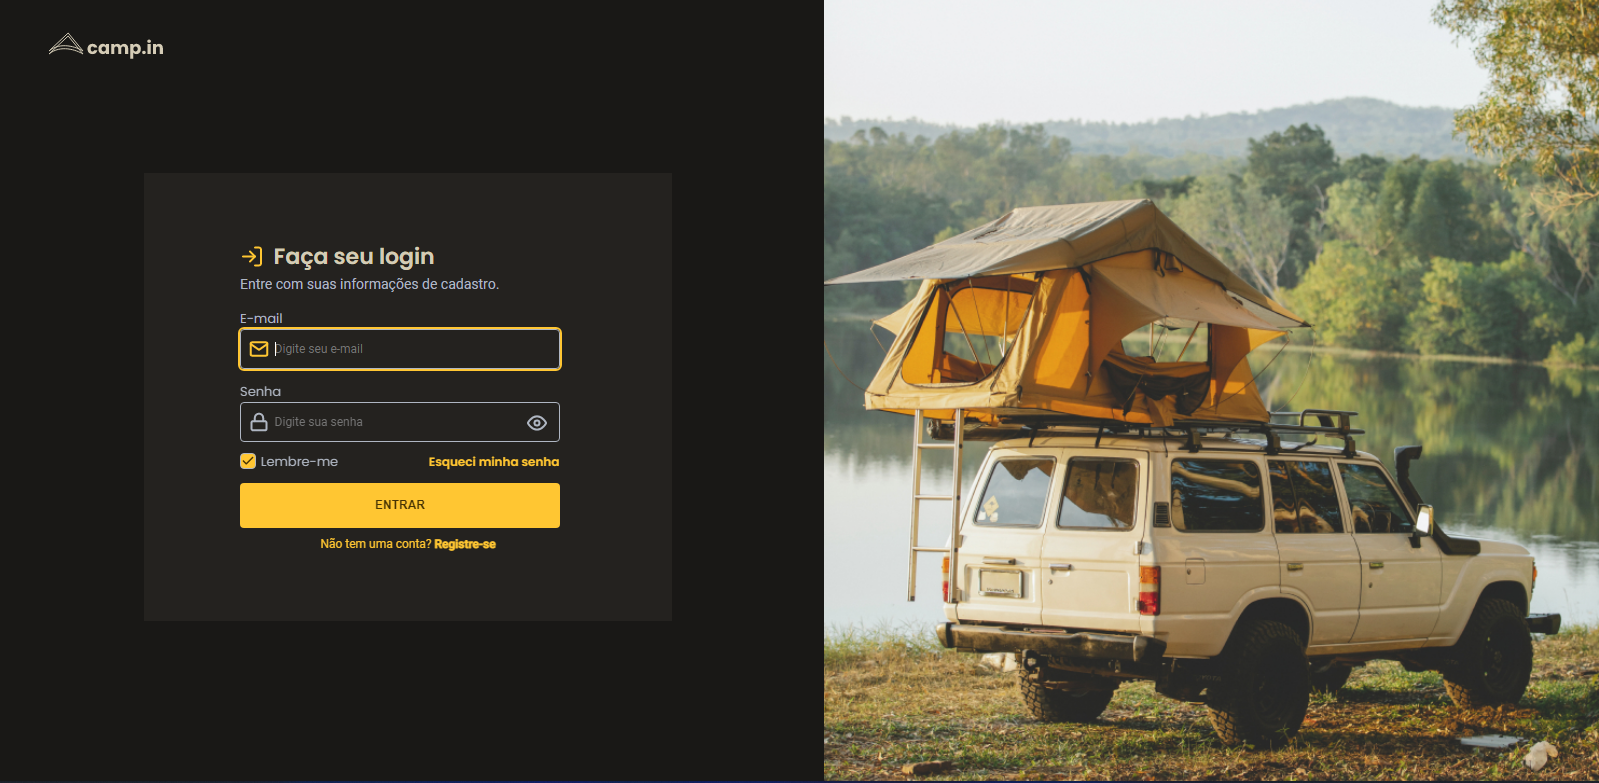 camp.in
Faça seu login
Entre com suas informações de cadastro.
E-mail
Digite seu e-mail
Senha
Digite sua senha
Lembre-me Esqueci minha senha
ENTRAR
Não tem uma conta? Registre-se